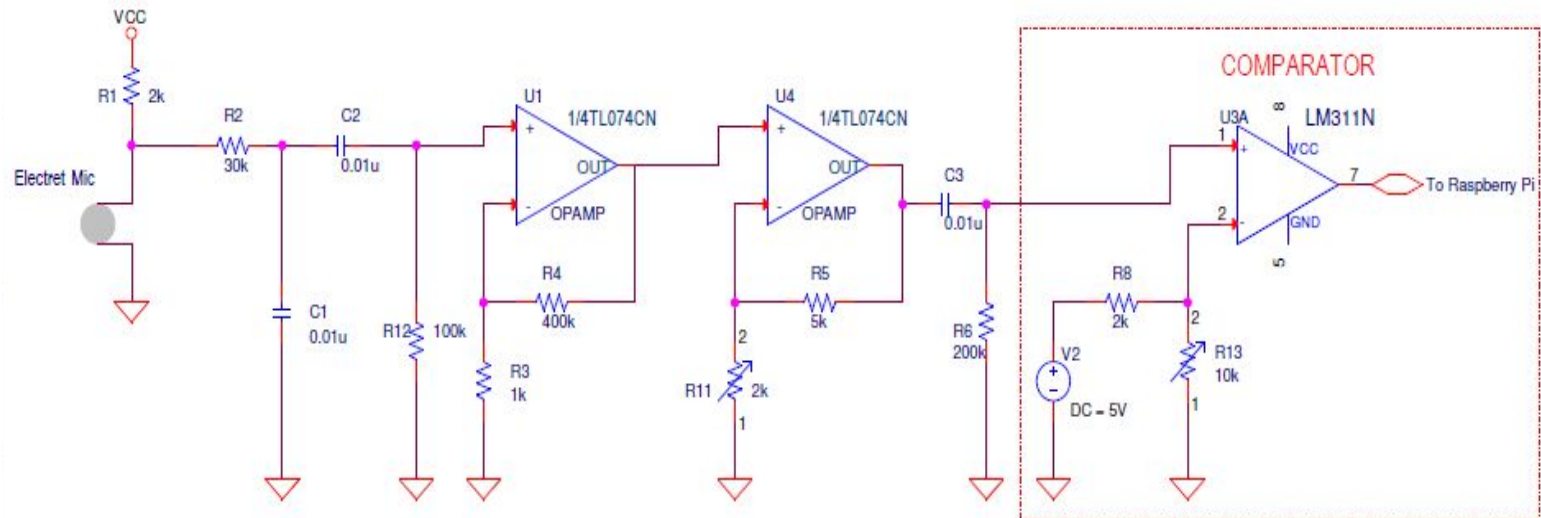 VCC
R1
2k
Electret Mic
R2
30k
C1
0.01u
C2
0.01u
R12
100k
U1
1/4TL074CN
+
-
OUT
OPAMP
R4
400k
R3
1k
U4
1/4TL074CN
+
-
OUT
OPAMP
R5
5k
2
R11
2k
1
C3
0.01u
R6
200k
COMPARATOR
U3A
8
LM311N
1
+
VCC
7
To Raspberry Pi
2
-
GND
5
R8
2k
V2
+
-
DC = 5V
2
R13
10k
1